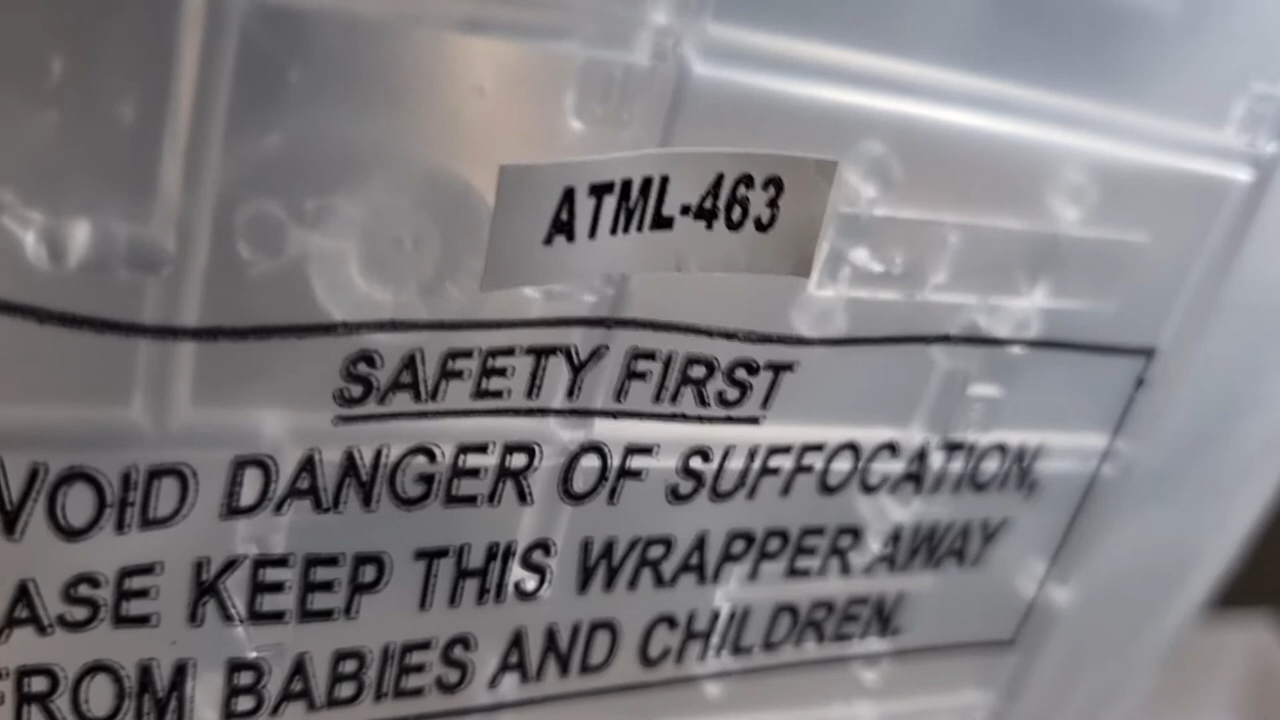 ATML-463
SAFETY FIRST
VOID DANGER OF SUFFOCATION,
ASE KEEP THIS WRAPPER AWAY
FROM BABIES AND CHILDREN.